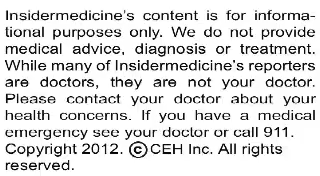 Insidermedicine's content is for informa-
tional purposes only. We do not provide
medical advice, diagnosis or treatment.
While many of Insidermedicine's reporters
are doctors, they are not your doctor.
Please contact your doctor about your
health concerns. If you have a medical
emergency see your doctor or call 911.
Copyright 2012. ©CEH Inc. All rights
reserved.